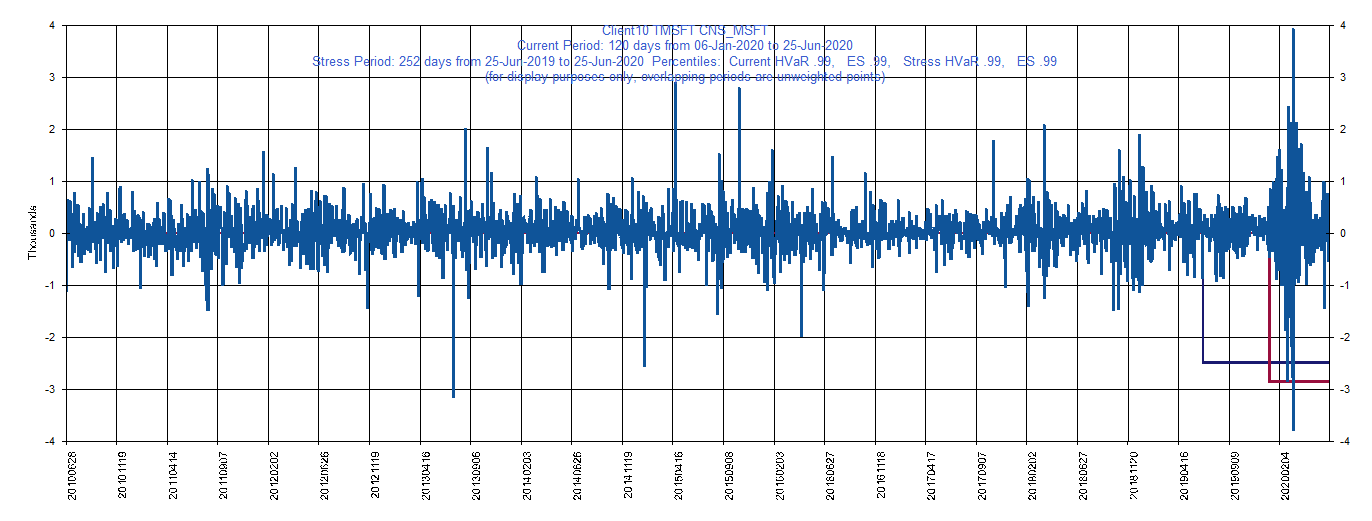 Client10 TMSFT CNS_MSFT
Current Period: 120 days from 06-Jan-2020 to 25-Jun-2020
Stress Period: 252 days from 25-Jun-2019 to 25-Jun-2020 Percentiles: Current HVaR .99, ES .99, Stress HVaR .99, ES .99
(for display purposes only, overlapping periods are unweighted points)
4 4
3 3
2 2
1 1
0 0
-1 -1
-2 -2
-3 -3
-4 -4
Thousands
20100628 20101119 20110414 20110907 20120202 20120626 20121119 20130416 20130906 20140203 20140626 20141119 20150416 20150908 20160203 20160627 20161118 20170417 20170907 20180202 20180627 20181120 20190416 20190909 20200204